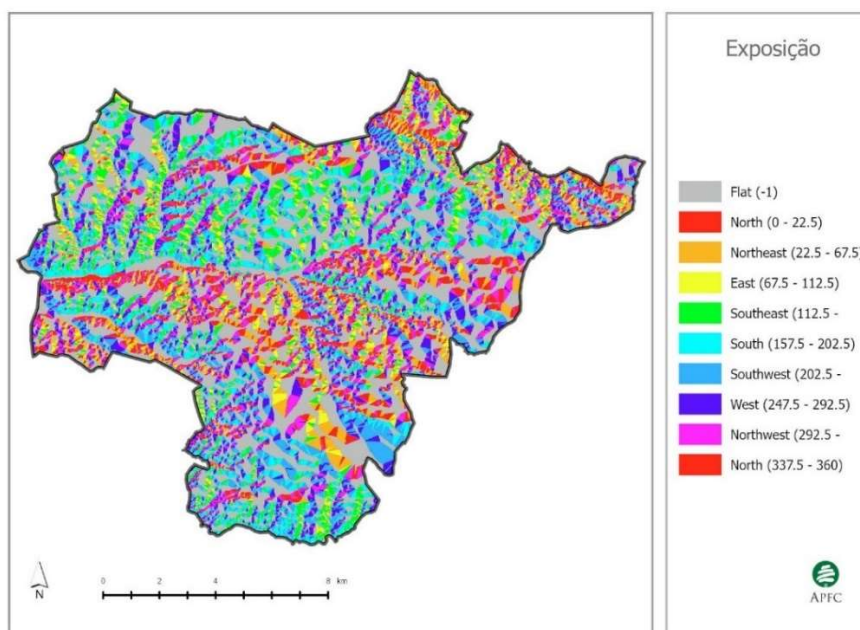 Exposição
Flat (-1)
North (0 - 22.5)
Northeast (22.5 - 67.5)
East (67.5 - 112.5)
Southeast (112.5 -
South (157.5 - 202.5)
Southwest (202.5 -
West (247.5 - 292.5)
Northwest (292.5 -
North (337.5 - 360)
N
0 2 4 6 8 km
APFC